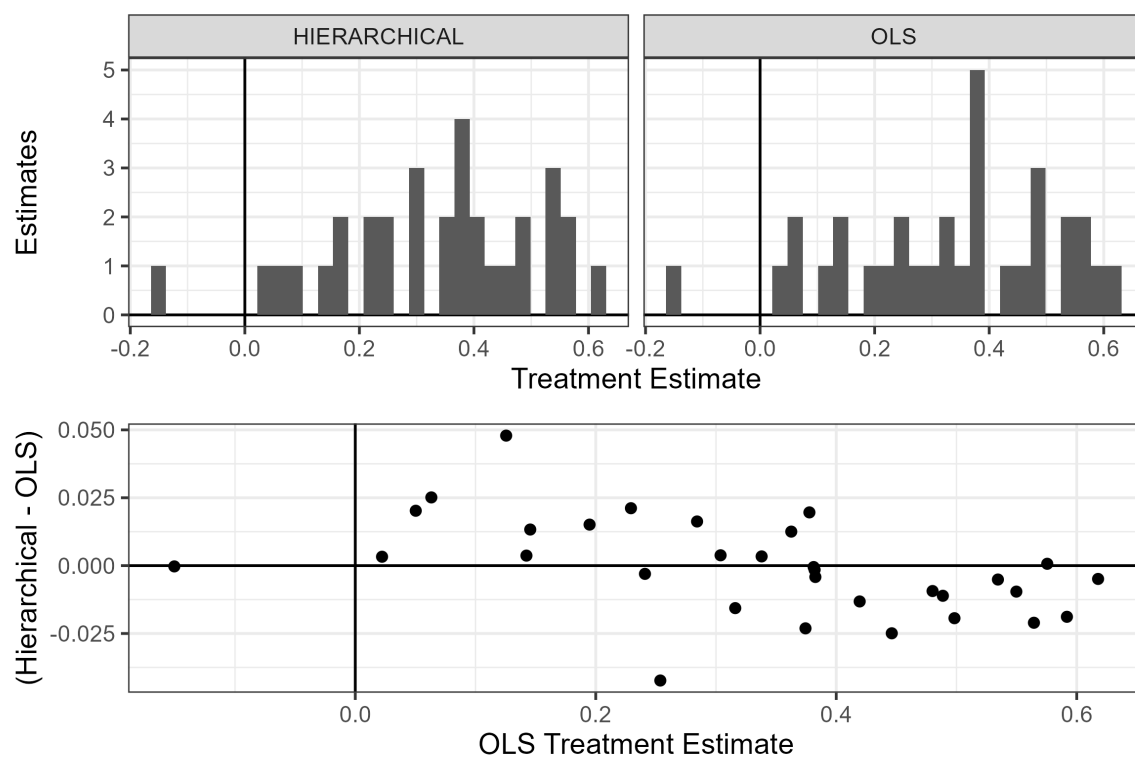 HIERARCHICAL OLS
5
4
3
2
1
0
Estimates
-0.2 0.0 0.2 0.4 0.6 -0.2 0.0 0.2 0.4 0.6
Treatment Estimate
0.050
0.025
0.000
-0.025
(Hierarchical - OLS)
0.0 0.2 0.4 0.6
OLS Treatment Estimate